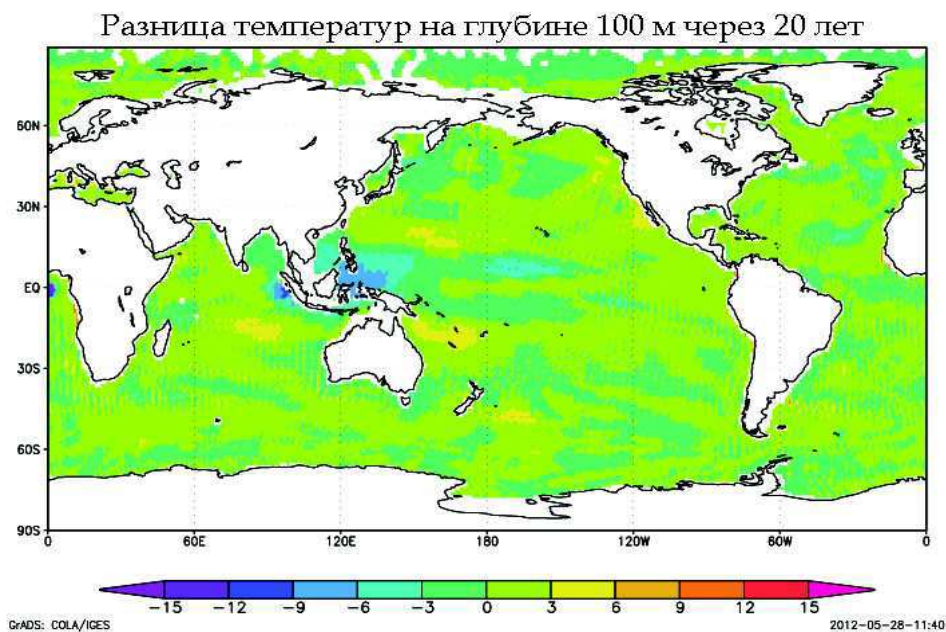 Разница температур на глубине 100 м через 20 лет
60N
30N
EQ
30S
60S
90S
0 60E 120E 180 120W 60W 0
−15 −12 −9 −6 −3 0 3 6 9 12 15
GrADS: COLA/IGES 2012-05-28-11:40